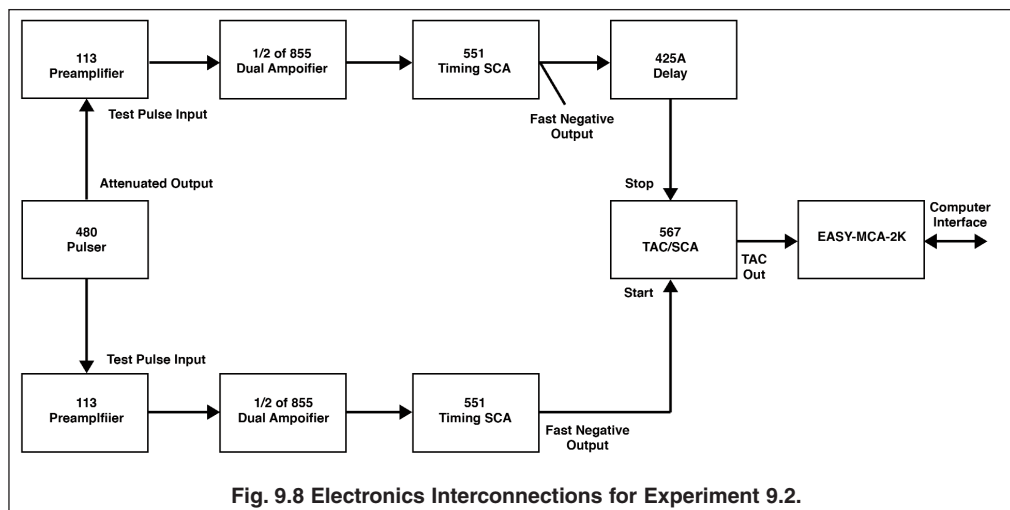 113
Preamplifier
1/2 of 855
Dual Ampoifier
551
Timing SCA
425A
Delay
Test Pulse Input
Fast Negative
Output
Attenuated Output
Stop
480
Pulser
567
TAC/SCA
EASY-MCA-2K
Computer
Interface
TAC
Out
Start
Test Pulse Input
113
Preamplfiier
1/2 of 855
Dual Ampoifier
551
Timing SCA
Fast Negative
Output
Fig. 9.8 Electronics Interconnections for Experiment 9.2.